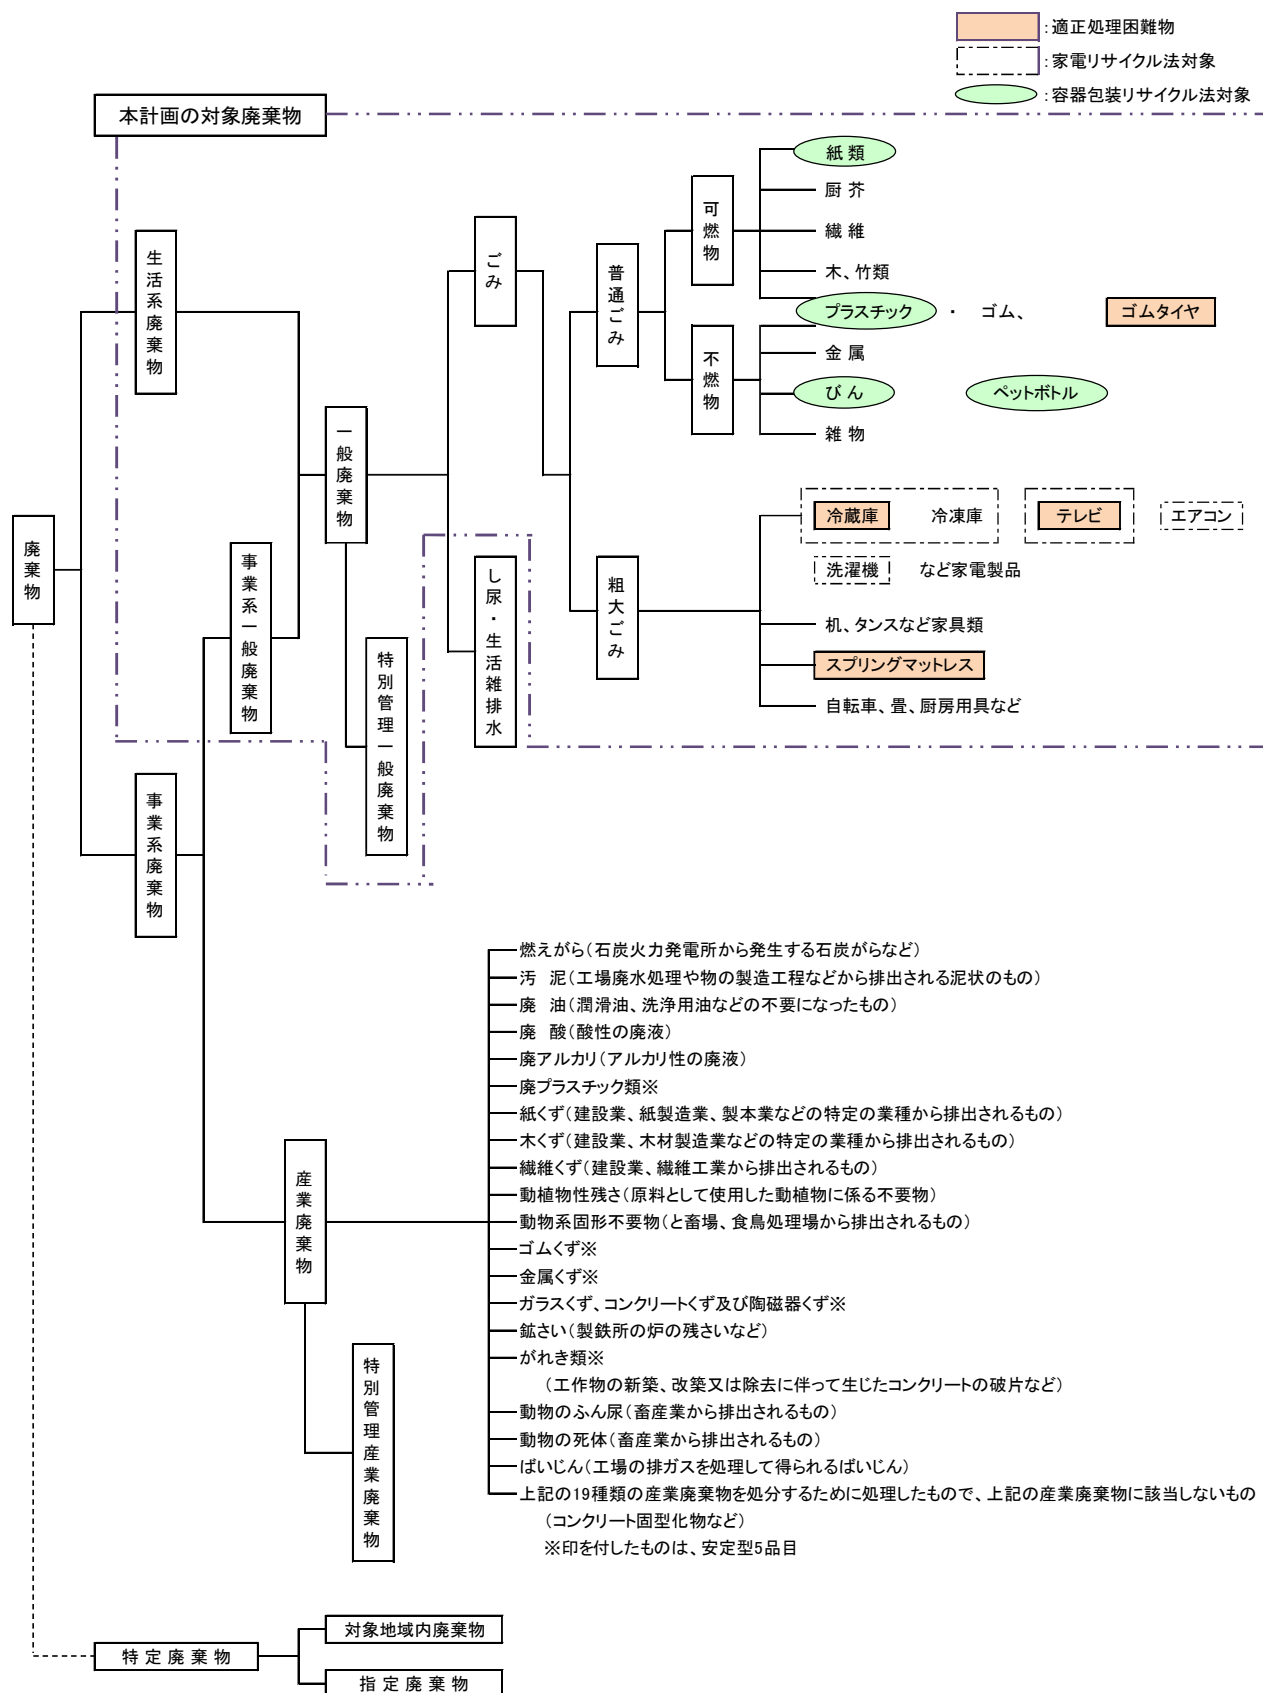 :適正処理困難物
:家電リサイクル法対象
:容器包装リサイクル法対象
本計画の対象廃棄物
廃棄物
生活系廃棄物
事業系一般廃棄物
事業系廃棄物
一般廃棄物
特別管理一般廃棄物
ごみ
し尿・生活雑排水
普通ごみ
粗大ごみ
可燃物
不燃物
紙 類
厨 芥
繊 維
木、竹類
プラスチック ・ ゴム、 ゴムタイヤ
金 属
び ん ペットボトル
雑 物
冷蔵庫 冷凍庫 テレビ エアコン
洗濯機 など家電製品
机、タンスなど家具類
スプリングマットレス
自転車、畳、厨房用具など
産業廃棄物
特別管理産業廃棄物
燃えがら(石炭火力発電所から発生する石炭がらなど)
汚 泥(工場廃水処理や物の製造工程などから排出される泥状のもの)
廃 油(潤滑油、洗浄用油などの不要になったもの)
廃 酸(酸性の廃液)
廃アルカリ(アルカリ性の廃液)
廃プラスチック類※
紙くず(建設業、紙製造業、製本業などの特定の業種から排出されるもの)
木くず(建設業、木材製造業などの特定の業種から排出されるもの)
繊維くず(建設業、繊維工業から排出されるもの)
動植物性残さ(原料として使用した動植物に係る不要物)
動物系固形不要物(と畜場、食鳥処理場から排出されるもの)
ゴムくず※
金属くず※
ガラスくず、コンクリートくず及び陶磁器くず※
鉱さい(製鉄所の炉の残さいなど)
がれき類※
(工作物の新築、改築又は除去に伴って生じたコンクリートの破片など)
動物のふん尿(畜産業から排出されるもの)
動物の死体(畜産業から排出されるもの)
ばいじん(工場の排ガスを処理して得られるばいじん)
上記の19種類の産業廃棄物を処分するために処理したもので、上記の産業廃棄物に該当しないもの
(コンクリート固型化物など)
※印を付したものは、安定型5品目
特 定 廃 棄 物
対象地域内廃棄物
指 定 廃 棄 物